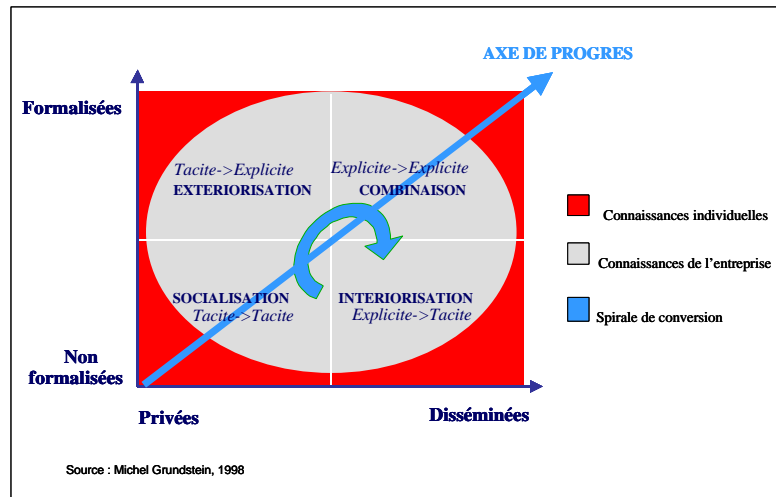 AXE DE PROGRES
Formalisées
Tacite->Explicite
EXTERIORISATION
Explicite->Explicite
COMBINAISON
Connaissances individuelles
Connaissances de l'entreprise
SOCIALISATION
Tacite->Tacite
INTERIORISATION
Explicite->Tacite
Spirale de conversion
Non
formalisées
Privées
Disséminées
Source : Michel Grundstein, 1998